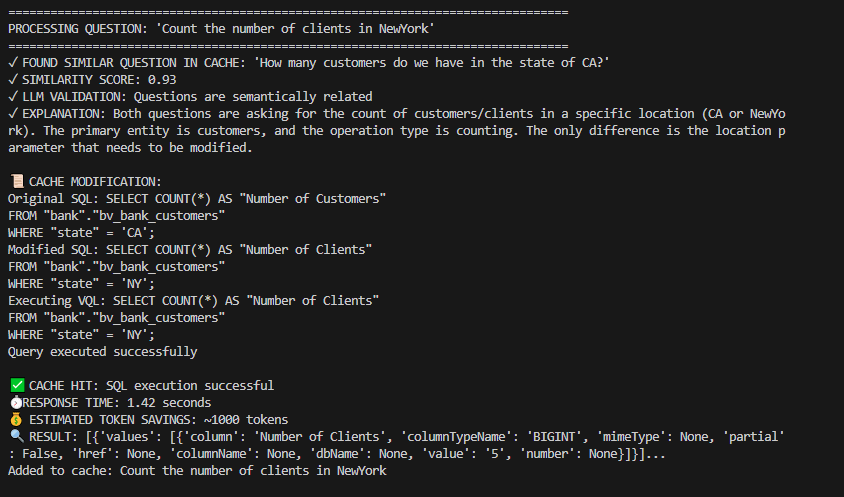 ================================================================================
PROCESSING QUESTION: 'Count the number of clients in NewYork'
================================================================================
✓ FOUND SIMILAR QUESTION IN CACHE: 'How many customers do we have in the state of CA?'
✓ SIMILARITY SCORE: 0.93
✓ LLM VALIDATION: Questions are semantically related
✓ EXPLANATION: Both questions are asking for the count of customers/clients in a specific location (CA or NewYo
rk). The primary entity is customers, and the operation type is counting. The only difference is the location p
arameter that needs to be modified.
📜 CACHE MODIFICATION:
Original SQL: SELECT COUNT(*) AS "Number of Customers"
FROM "bank"."bv_bank_customers"
WHERE "state" = 'CA';
Modified SQL: SELECT COUNT(*) AS "Number of Clients"
FROM "bank"."bv_bank_customers"
WHERE "state" = 'NY';
Executing VQL: SELECT COUNT(*) AS "Number of Clients"
FROM "bank"."bv_bank_customers"
WHERE "state" = 'NY';
Query executed successfully
✅ CACHE HIT: SQL execution successful
⏱️RESPONSE TIME: 1.42 seconds
💰 ESTIMATED TOKEN SAVINGS: ~1000 tokens
🔍 RESULT: [{'values': [{'column': 'Number of Clients', 'columnTypeName': 'BIGINT', 'mimeType': None, 'partial'
: False, 'href': None, 'columnName': None, 'dbName': None, 'value': '5', 'number': None}]}]...
Added to cache: Count the number of clients in NewYork